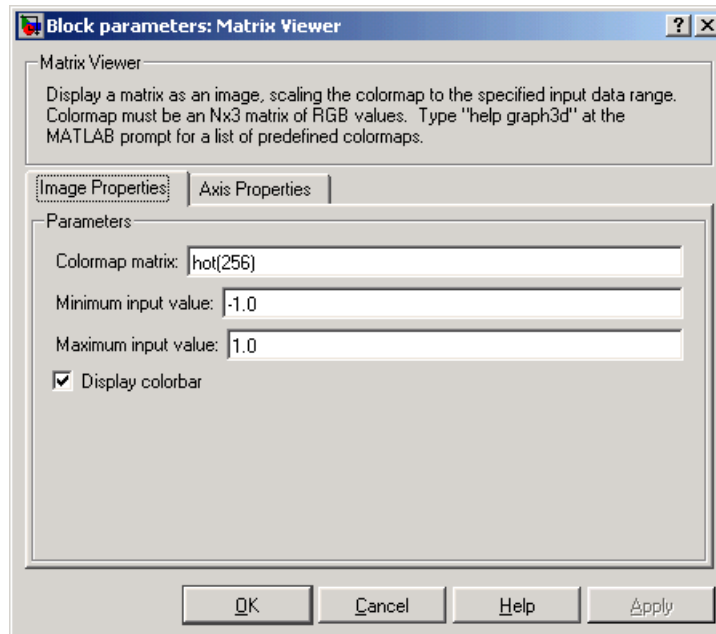 Block parameters: Matrix Viewer
Matrix Viewer
Display a matrix as an image, scaling the colormap to the specified input data range.
Colormap must be an Nx3 matrix of RGB values.  Type "help graph3d" at the
MATLAB prompt for a list of predefined colormaps.
Image Properties Axis Properties
Parameters
Colormap matrix: hot(256)
Minimum input value: -1.0
Maximum input value: 1.0
Display colorbar
OK Cancel Help Apply